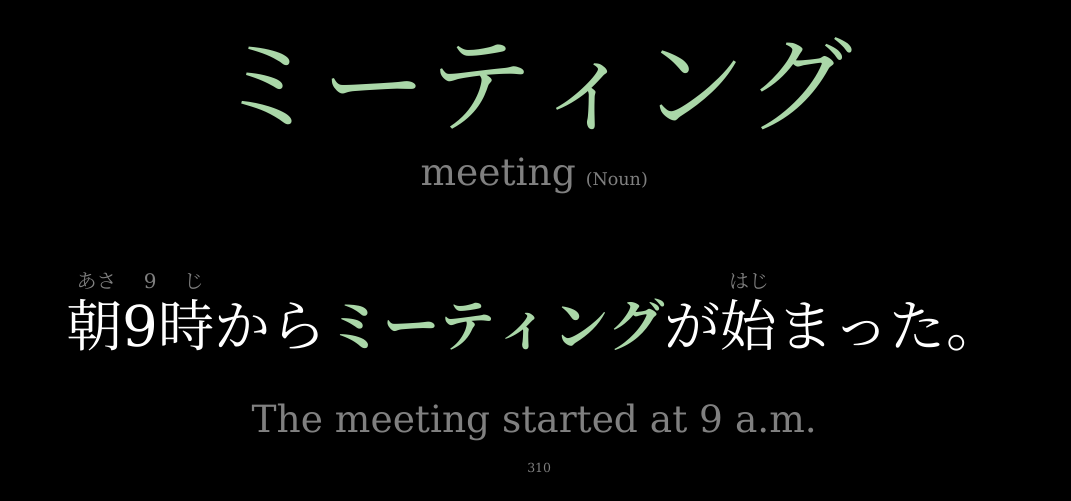 ミーティング
meeting (Noun)
あさ 9 じ はじ
朝9時からミーティングが始まった。
The meeting started at 9 a.m.
310